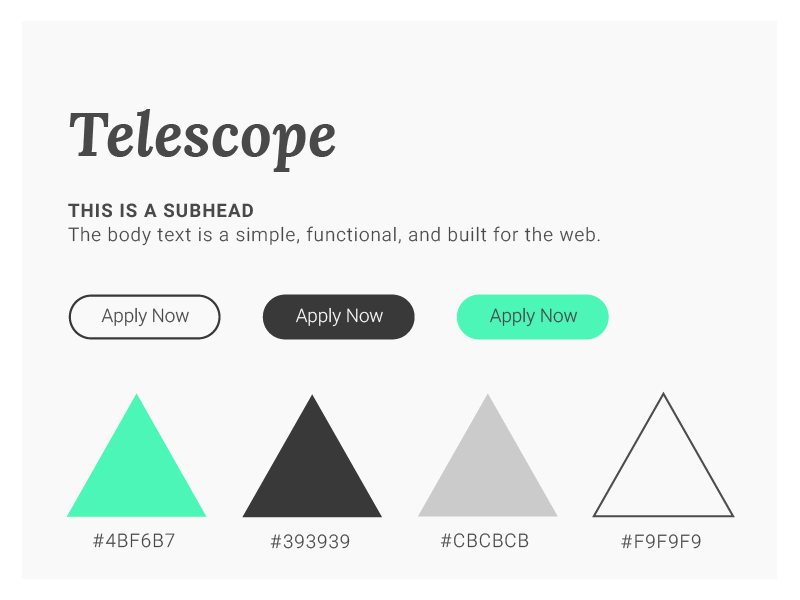 Telescope
THIS IS A SUBHEAD
The body text is a simple, functional, and built for the web.
Apply Now
Apply Now
Apply Now
#4BF6B7
#393939
#CBCBCB
#F9F9F9